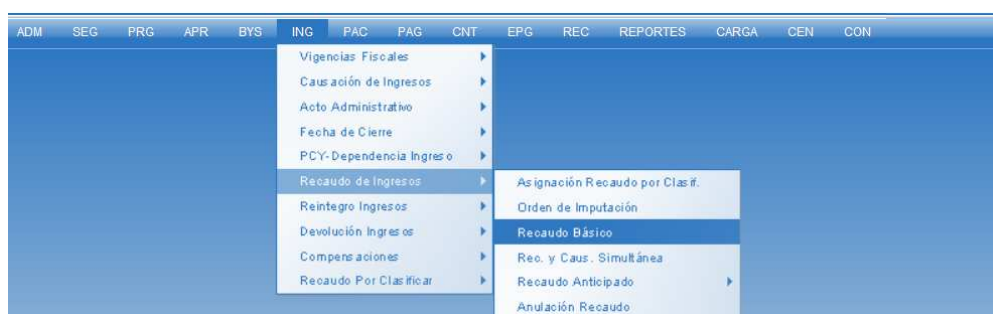 ADM SEG PRG APR BYS ING PAC PAG CNT EPG REC REPORTES CARGA CEN CON
Vigencias Fiscales
Causación de Ingresos
Acto Administrativo
Fecha de Cierre
PCY-Dependencia Ingreso
Recaudo de Ingresos
Reintegro Ingresos
Devolución Ingresos
Compensaciones
Recaudo Por Clasificar
Asignación Recaudo por Clasif.
Orden de Imputación
Recaudo Básico
Rec. y Caus. Simultánea
Recaudo Anticipado
Anulación Recaudo